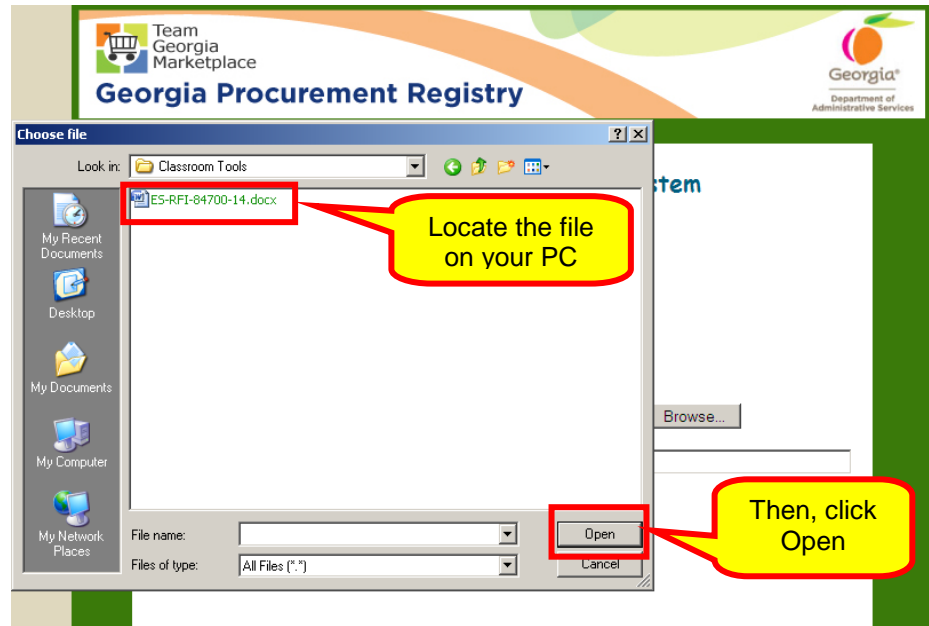 Team
Georgia
Marketplace
Georgia Procurement Registry
Georgia®
Department of
Administrative Services
Choose file
Look in:
Classroom Tools
tem
ES-RFI-84700-14.docx
Locate the file
on your PC
My Recent
Documents
Desktop
My Documents
My Computer
My Network
Places
Browse...
Then, click
Open
File name:
Open
Files of type:
All Files (*.*)
Cancel